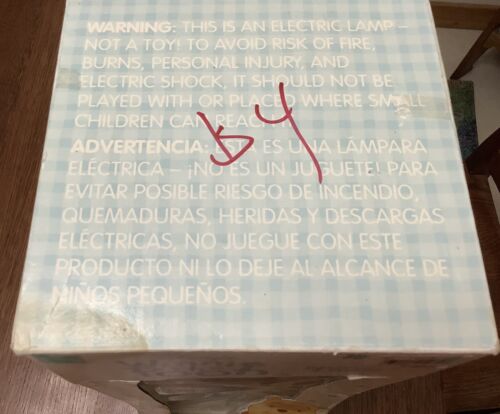 WARNING: THIS IS AN ELECTRIC LAMP –
NOT A TOY! TO AVOID RISK OF FIRE,
BURNS, PERSONAL INJURY, AND
ELECTRIC SHOCK, IT SHOULD NOT BE
PLAYED WITH OR PLACED WHERE SMALL
CHILDREN CAN REACH
ADVERTENCIA: ESTO ES UNA LÁMPARA
ELÉCTRICA – ¡NO ES UN JUGUETE! PARA
EVITAR POSIBLE RIESGO DE INCENDIO,
QUEMADURAS, HERIDAS Y DESCARGAS
ELÉCTRICAS, NO JUEGUE CON ESTE
PRODUCTO NI LO DEJE AL ALCANCE DE
NIÑOS PEQUEÑOS.